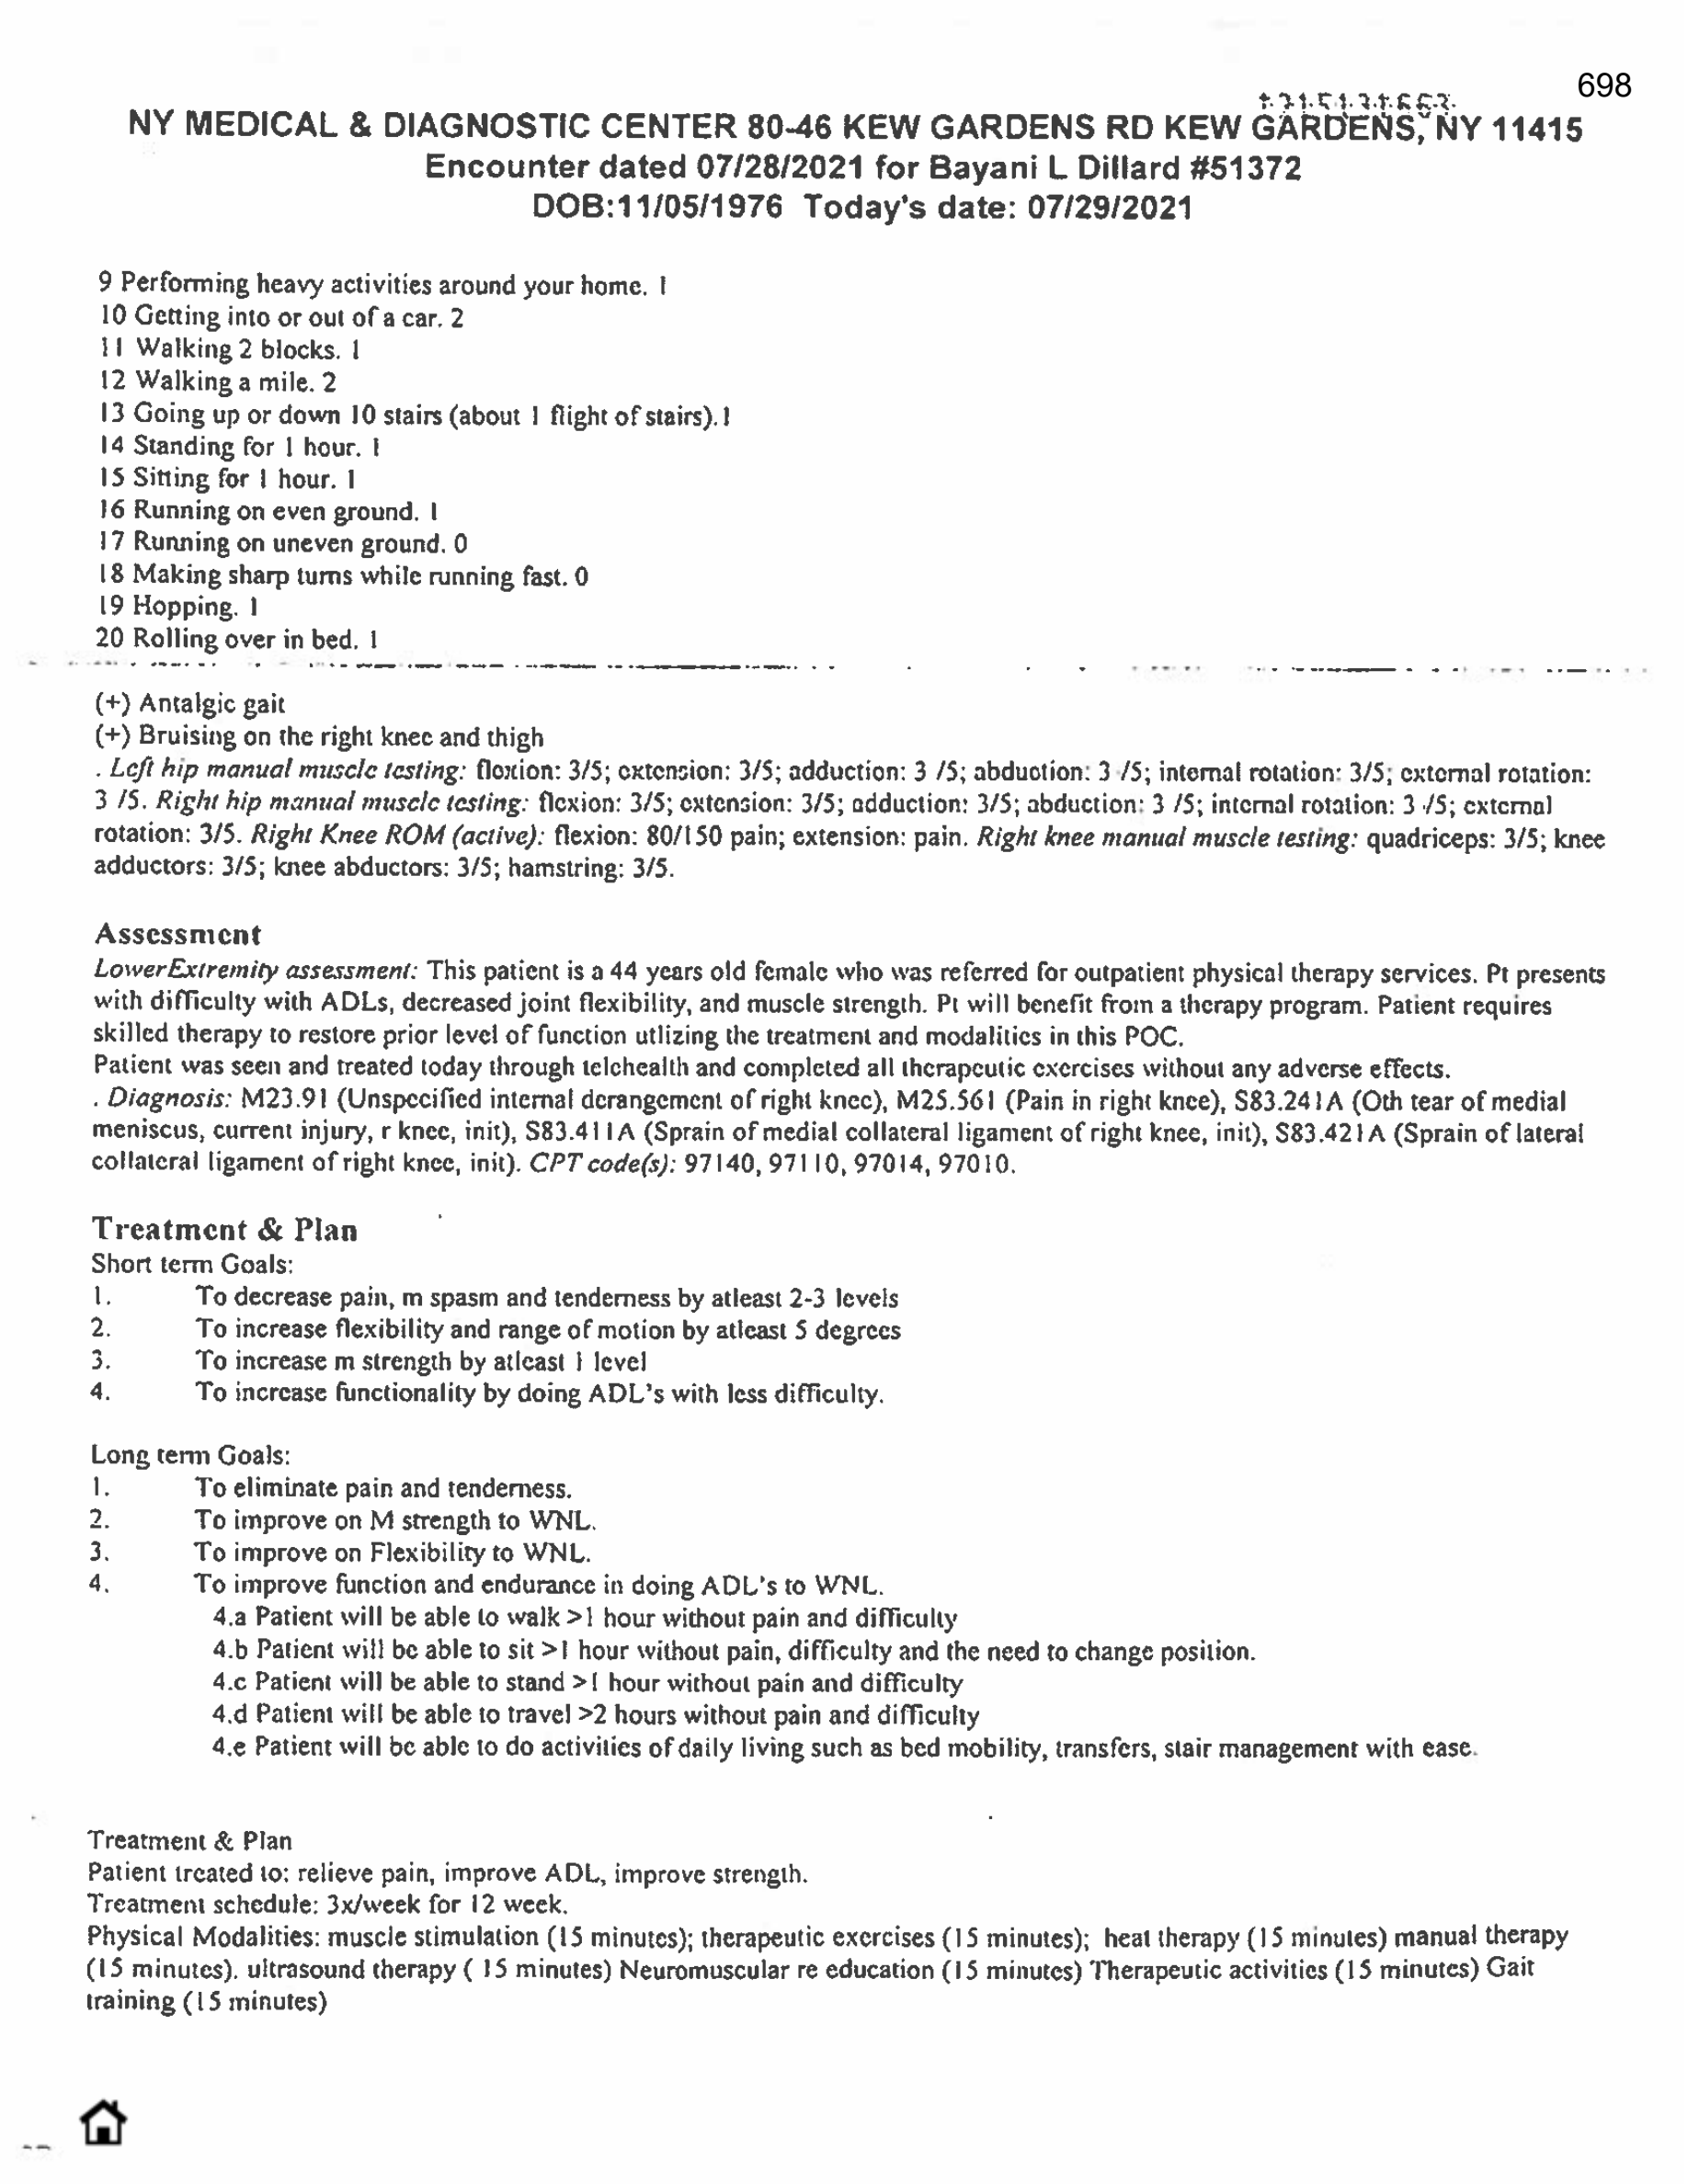 698
NY MEDICAL & DIAGNOSTIC CENTER 80-46 KEW GARDENS RD KEW GARDENS, NY 11415
Encounter dated 07/28/2021 for Bayani L Dillard #51372
DOB:11/05/1976 Today's date: 07/29/2021
9 Performing heavy activities around your home. 1
10 Getting into or out of a car. 2
11 Walking 2 blocks. 1
12 Walking a mile. 2
13 Going up or down 10 stairs (about 1 flight of stairs).1
14 Standing for 1 hour. 1
15 Sitting for 1 hour. 1
16 Running on even ground. 1
17 Running on uneven ground. 0
18 Making sharp turns while running fast. 0
19 Hopping. 1
20 Rolling over in bed. 1
(+) Antalgic gait
(+) Bruising on the right knee and thigh
. Left hip manual muscle testing: flexion: 3/5; extension: 3/5; adduction: 3 /5; abduction: 3 /5; internal rotation: 3/5; external rotation:
3 /5. Right hip manual muscle testing: flexion: 3/5; extension: 3/5; adduction: 3/5; abduction: 3 /5; internal rotation: 3 /5; external
rotation: 3/5. Right Knee ROM (active): flexion: 80/150 pain; extension: pain. Right knee manual muscle testing: quadriceps: 3/5; knee
adductors: 3/5; knee abductors: 3/5; hamstring: 3/5.
Assessment
LowerExtremity assessment: This patient is a 44 years old female who was referred for outpatient physical therapy services. Pt presents
with difficulty with ADLs, decreased joint flexibility, and muscle strength. Pt will benefit from a therapy program. Patient requires
skilled therapy to restore prior level of function utlizing the treatment and modalities in this POC.
Patient was seen and treated today through telehealth and completed all therapeutic exercises without any adverse effects.
. Diagnosis: M23.91 (Unspecified internal derangement of right knee), M25.561 (Pain in right knee), S83.241A (Oth tear of medial
meniscus, current injury, r knee, init), S83.411A (Sprain of medial collateral ligament of right knee, init), S83.421A (Sprain of lateral
collateral ligament of right knee, init). CPT code(s): 97140, 97110, 97014, 97010.
Treatment & Plan
Short term Goals:
1. To decrease pain, m spasm and tenderness by atleast 2-3 levels
2. To increase flexibility and range of motion by atleast 5 degrees
3. To increase m strength by atleast 1 level
4. To increase functionality by doing ADL's with less difficulty.
Long term Goals:
1. To eliminate pain and tenderness.
2. To improve on M strength to WNL.
3. To improve on Flexibility to WNL.
4. To improve function and endurance in doing ADL's to WNL.
4.a Patient will be able to walk >1 hour without pain and difficulty
4.b Patient will be able to sit >1 hour without pain, difficulty and the need to change position.
4.c Patient will be able to stand >1 hour without pain and difficulty
4.d Patient will be able to travel >2 hours without pain and difficulty
4.e Patient will be able to do activities of daily living such as bed mobility, transfers, stair management with ease.
Treatment & Plan
Patient treated to: relieve pain, improve ADL, improve strength.
Treatment schedule: 3x/week for 12 week.
Physical Modalities: muscle stimulation (15 minutes); therapeutic exercises (15 minutes); heat therapy (15 minutes) manual therapy
(15 minutes). ultrasound therapy ( 15 minutes) Neuromuscular re education (15 minutes) Therapeutic activities (15 minutes) Gait
training (15 minutes)